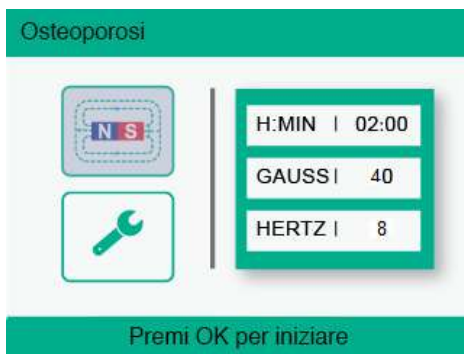 Osteoporosi
N S
H:MIN | 02:00
GAUSS | 40
HERTZ | 8
Premi OK per iniziare